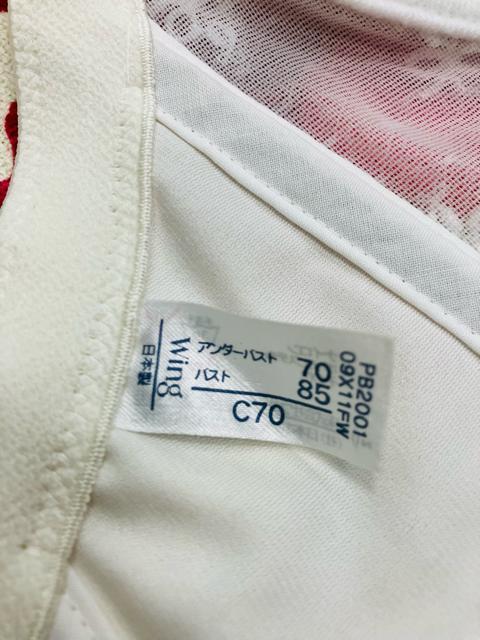 日本製
Wing
アンダーバスト 70
バスト 85
C70
PB2001
09X11FW